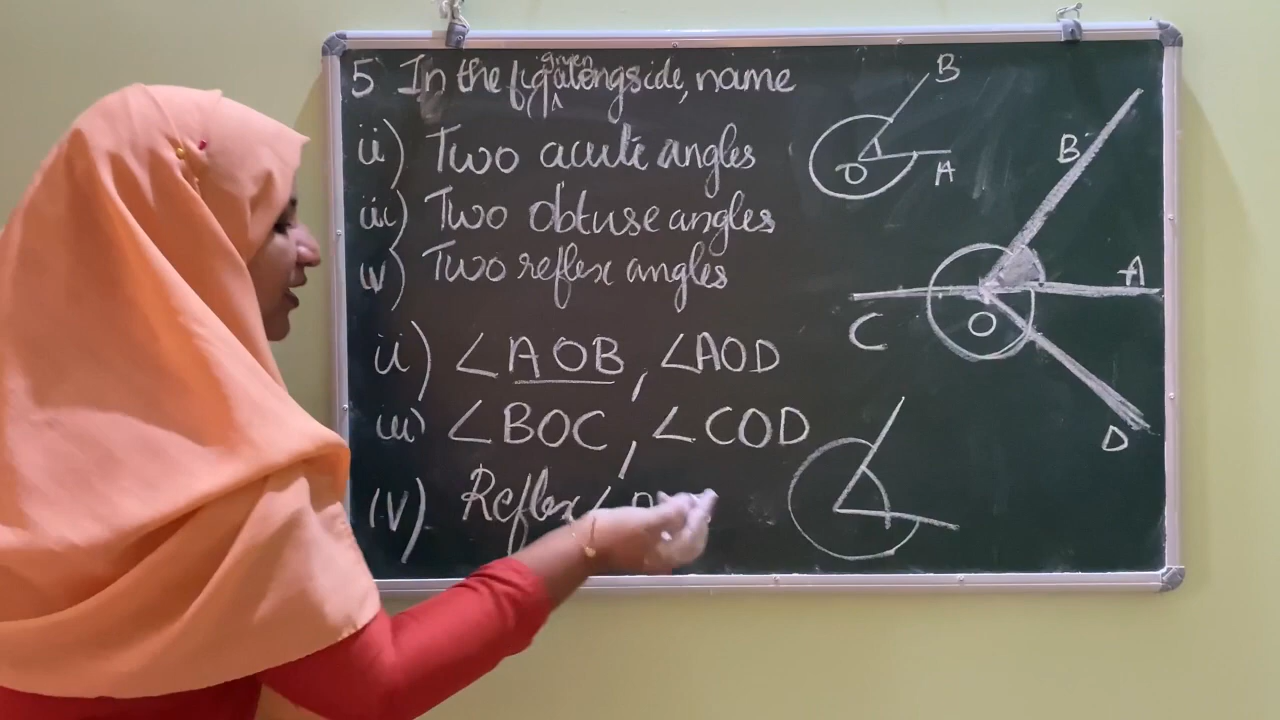 5 In the fig given alongside, name
ii) Two acute angles
iii) Two obtuse angles
iv) Two reflex angles
ii) ∠AOB, ∠AOD
iii) ∠BOC, ∠COD
iv) Reflex ∠
B
O
A
B
A
C
O
D